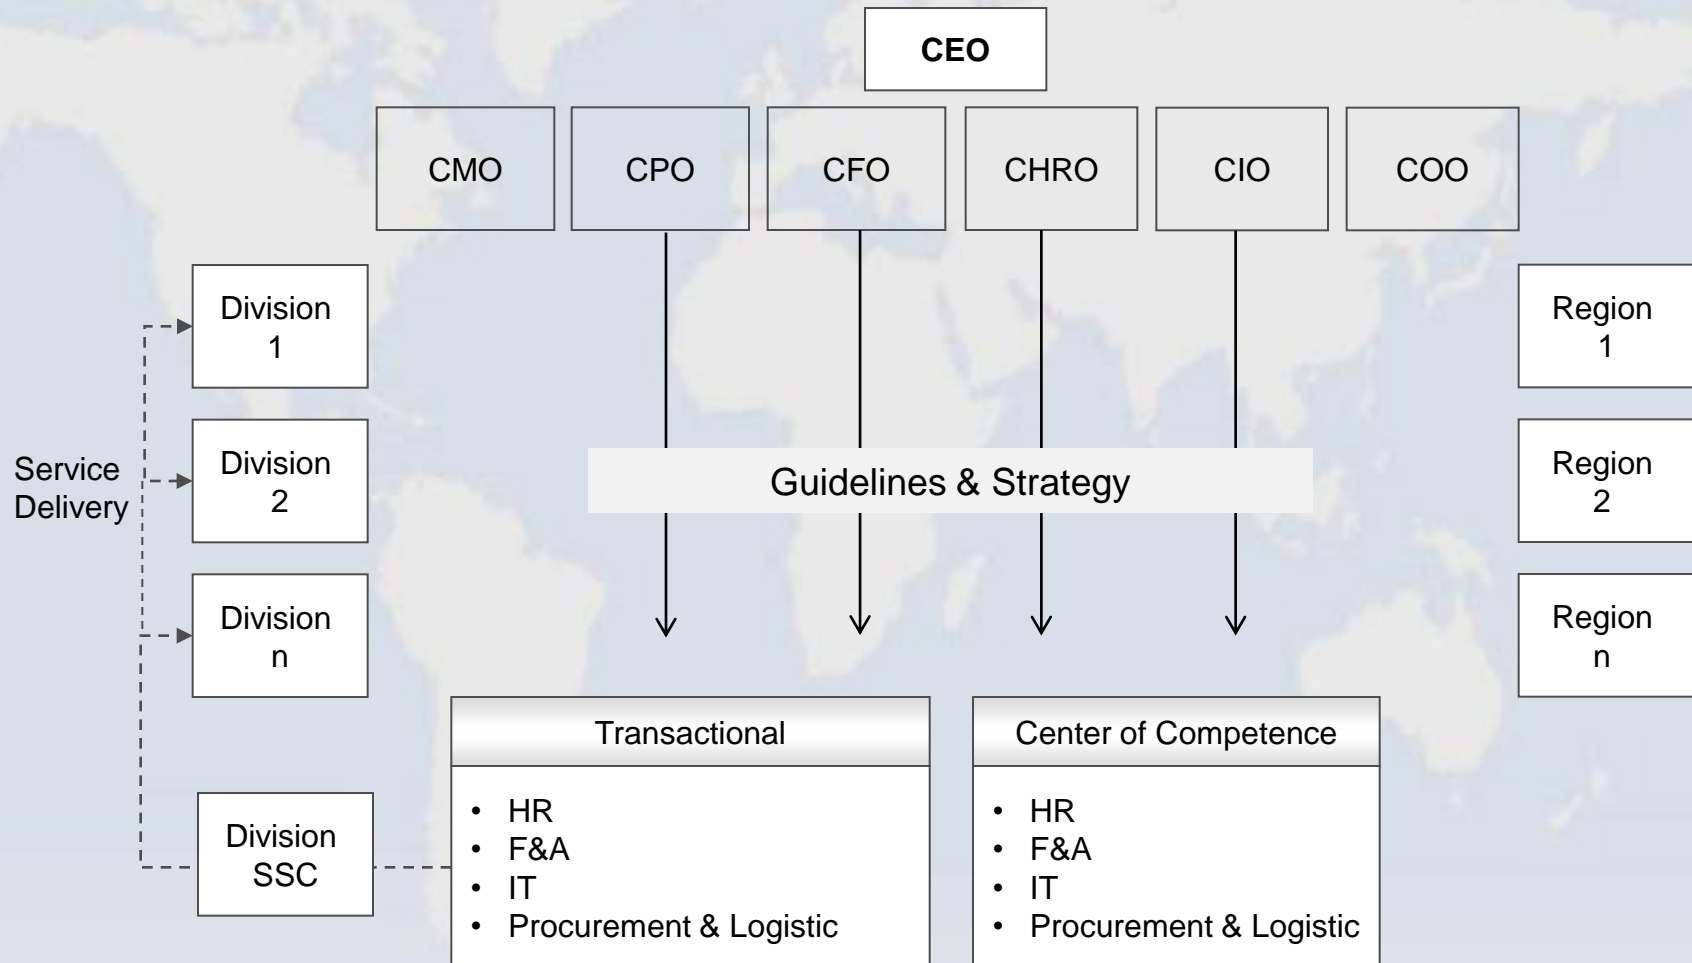 CEO
CMO
CPO
CFO
CHRO
CIO
COO
Division
1
Region
1
Service
Delivery
Division
2
Guidelines & Strategy
Region
2
Division
n
Region
n
Transactional
Center of Competence
Division
SSC
• HR
• F&A
• IT
• Procurement & Logistic
• HR
• F&A
• IT
• Procurement & Logistic